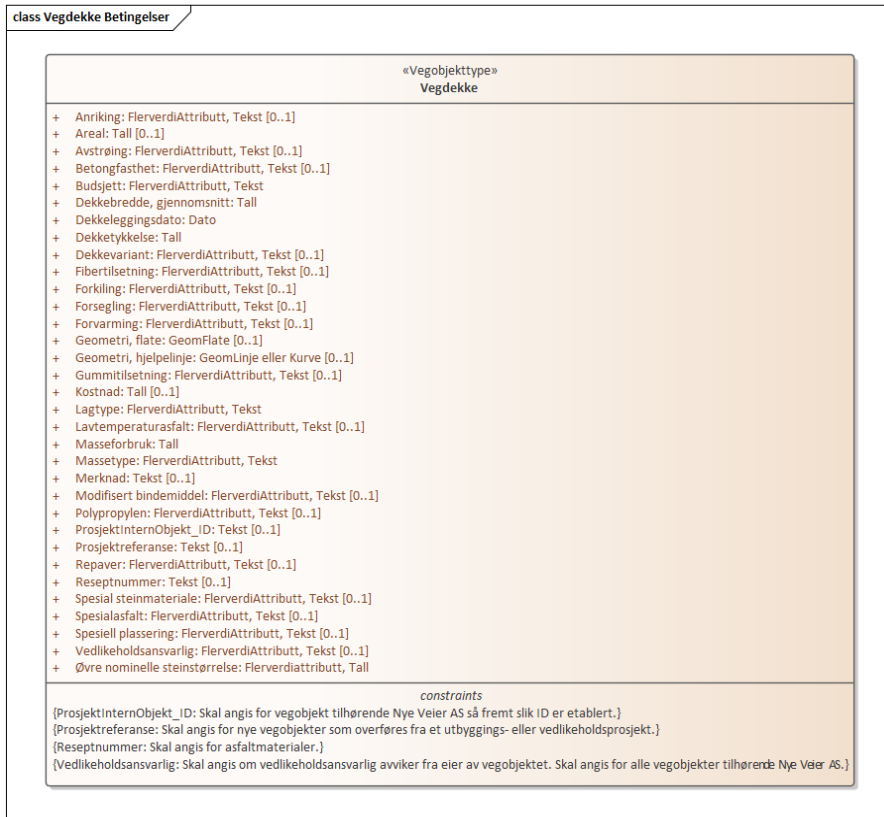 class Vegdekke Betingelser
«Vegobjekttype»
Vegdekke
+ Anriking: FlerverdiAttributt, Tekst [0..1]
+ Areal: Tall [0..1]
+ Avstrøing: FlerverdiAttributt, Tekst [0..1]
+ Betongfasthet: FlerverdiAttributt, Tekst [0..1]
+ Budsjett: FlerverdiAttributt, Tekst
+ Dekkebredde, gjennomsnitt: Tall
+ Dekkeleggingsdato: Dato
+ Dekketykkelse: Tall
+ Dekkevariant: FlerverdiAttributt, Tekst [0..1]
+ Fibertilsetning: FlerverdiAttributt, Tekst [0..1]
+ Forkiling: FlerverdiAttributt, Tekst [0..1]
+ Forsegling: FlerverdiAttributt, Tekst [0..1]
+ Forvarming: FlerverdiAttributt, Tekst [0..1]
+ Geometri, flate: GeomFlate [0..1]
+ Geometri, hjelpelinje: GeomLinje eller Kurve [0..1]
+ Gummitilsetning: FlerverdiAttributt, Tekst [0..1]
+ Kostnad: Tall [0..1]
+ Lagtype: FlerverdiAttributt, Tekst
+ Lavtemperaturasfalt: FlerverdiAttributt, Tekst [0..1]
+ Masseforbruk: Tall
+ Massetype: FlerverdiAttributt, Tekst
+ Merknad: Tekst [0..1]
+ Modifisert bindemiddel: FlerverdiAttributt, Tekst [0..1]
+ Polypropylen: FlerverdiAttributt, Tekst [0..1]
+ ProsjektInternObjekt_ID: Tekst [0..1]
+ Prosjektreferanse: Tekst [0..1]
+ Repaver: FlerverdiAttributt, Tekst [0..1]
+ Reseptnummer: Tekst [0..1]
+ Spesial steinmateriale: FlerverdiAttributt, Tekst [0..1]
+ Spesialasfalt: FlerverdiAttributt, Tekst [0..1]
+ Spesiell plassering: FlerverdiAttributt, Tekst [0..1]
+ Vedlikeholdsansvarlig: FlerverdiAttributt, Tekst [0..1]
+ Øvre nominelle steinstørrelse: Flerverdiattributt, Tall
constraints
{ProsjektInternObjekt_ID: Skal angis for vegobjekt tilhørende Nye Veier AS så fremt slik ID er etablert.}
{Prosjektreferanse: Skal angis for nye vegobjekter som overføres fra et utbyggings- eller vedlikeholdsprosjekt.}
{Reseptnummer: Skal angis for asfaltmaterialer.}
{Vedlikeholdsansvarlig: Skal angis om vedlikeholdsansvarlig avviker fra eier av vegobjektet. Skal angis for alle vegobjekter tilhørende Nye Veier AS.}